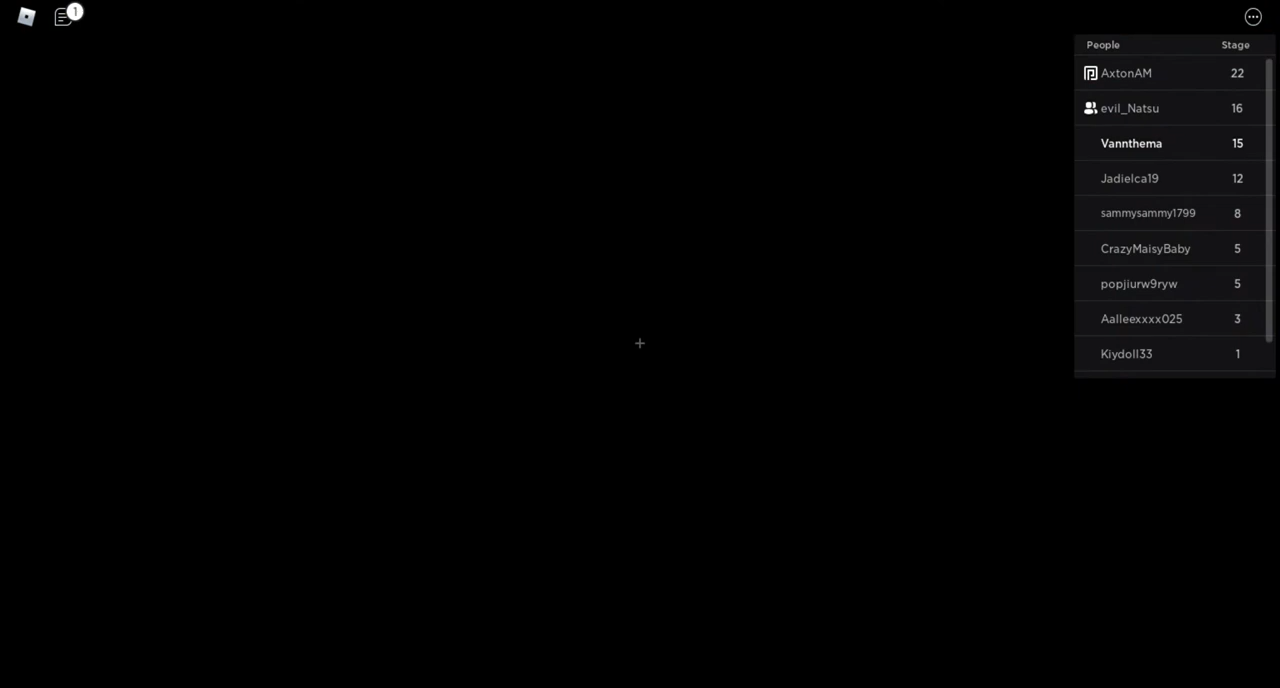 1
People Stage
AxtonAM 22
evil_Natsu 16
Vannthema 15
Jadielca19 12
sammysammy1799 8
CrazyMaisyBaby 5
popjiurw9ryw 5
Aalleexxxx025 3
Kiydoll33 1